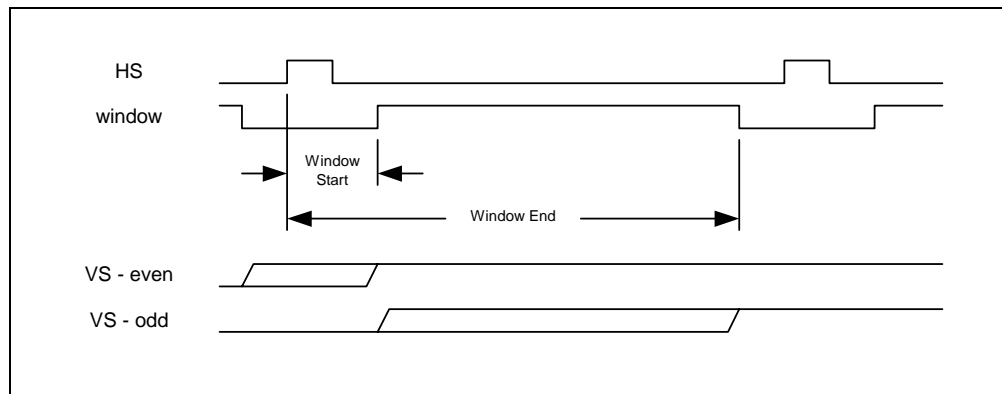 HS
window
Window
Start
Window End
VS - even
VS - odd